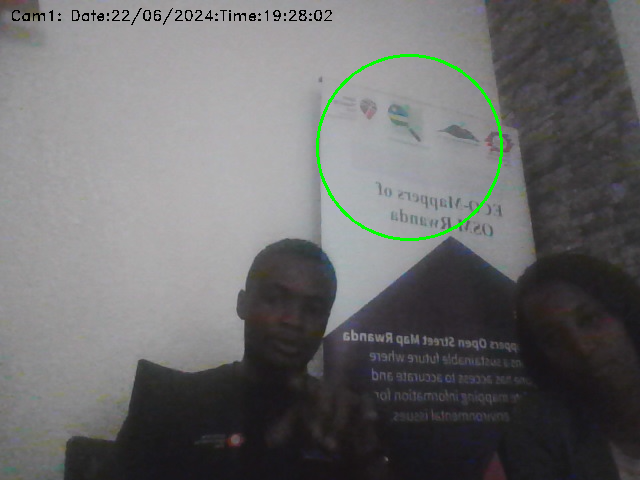 Cam1: Date:22/06/2024:Time:19:28:02
ECO-Mappers of
OSM-Rwanda
ppers Open Street Map Rwanda
a sustainable future where
has access to accurate and
mapping information for
environmental issues.